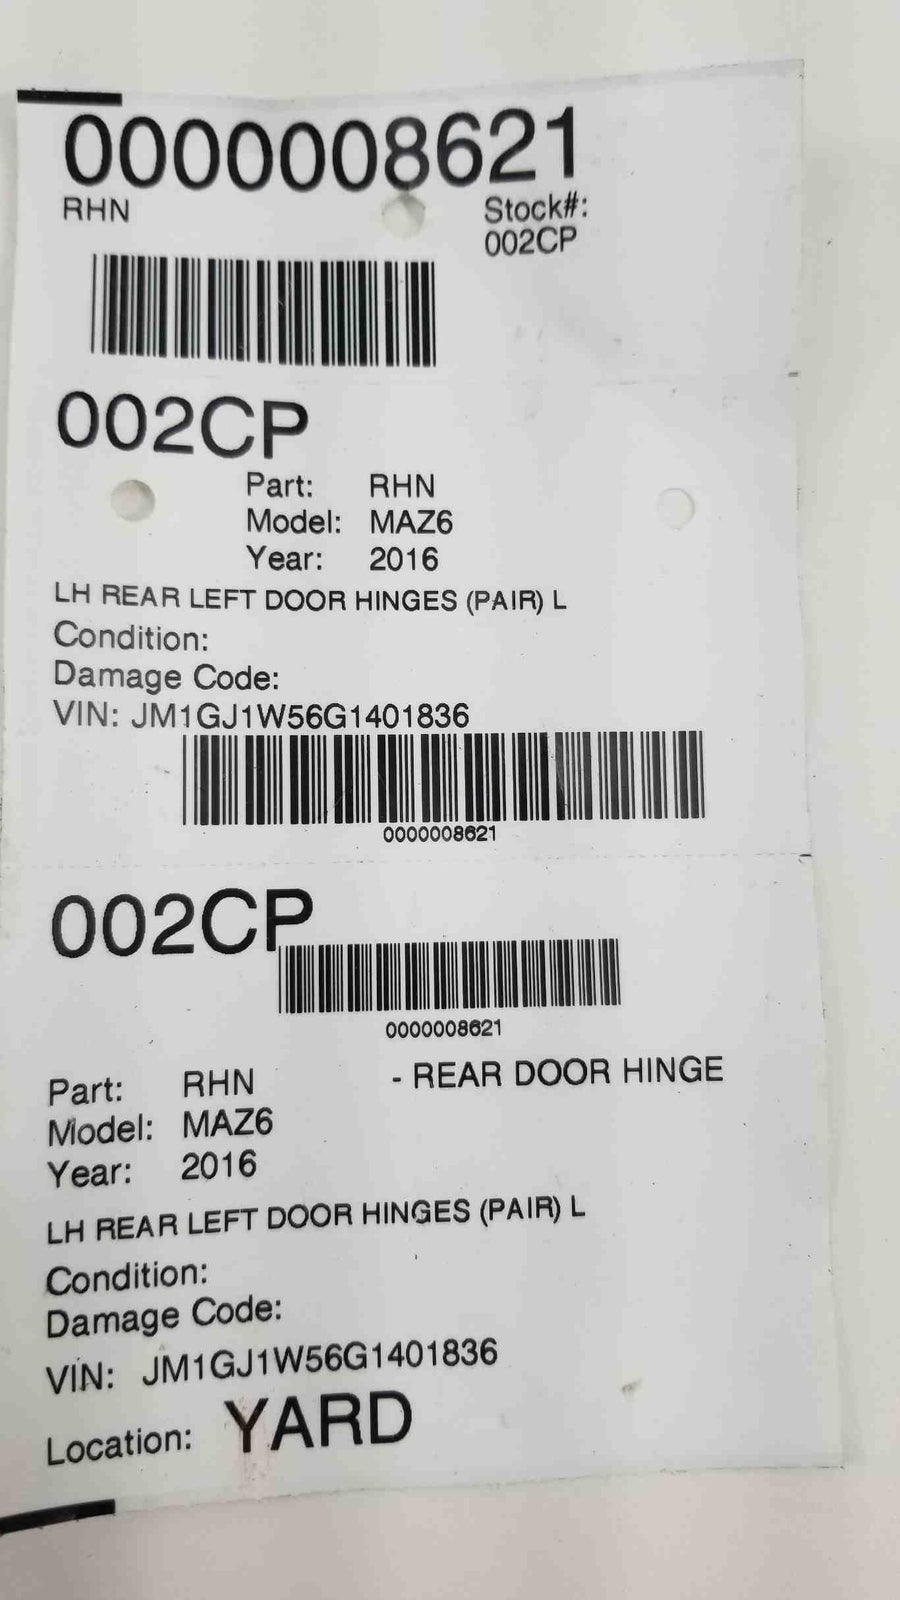 0000008621
RHN
Stock#:
002CP
002CP
Part: RHN
Model: MAZ6
Year: 2016
LH REAR LEFT DOOR HINGES (PAIR) L
Condition:
Damage Code:
VIN: JM1GJ1W56G1401836
0000008621
002CP
0000008621
Part: RHN - REAR DOOR HINGE
Model: MAZ6
Year: 2016
LH REAR LEFT DOOR HINGES (PAIR) L
Condition:
Damage Code:
VIN: JM1GJ1W56G1401836
Location: YARD